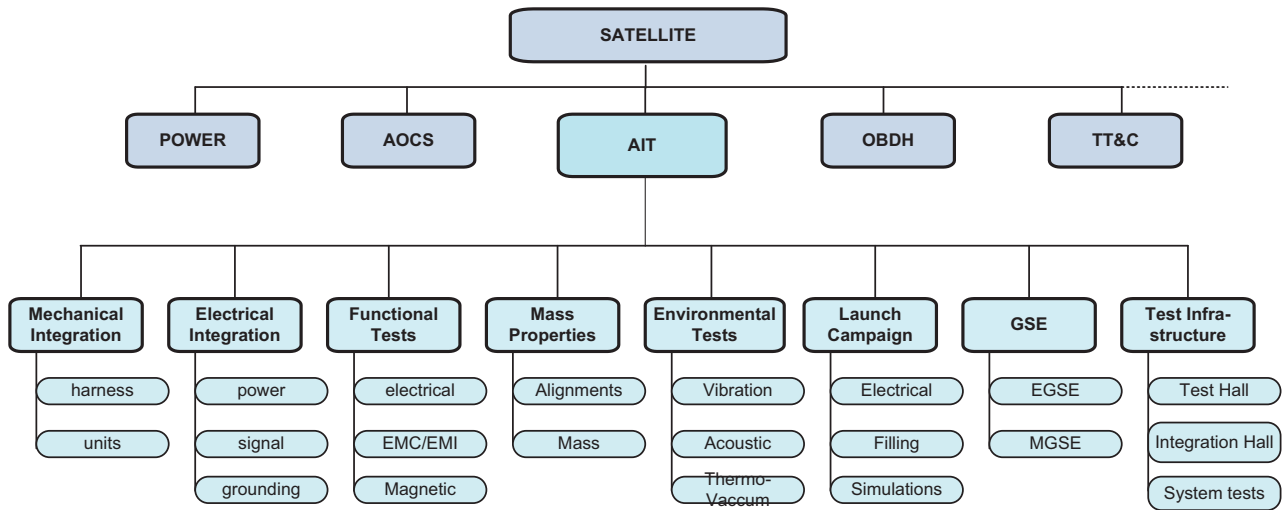 SATELLITE
POWER
AOCS
AIT
OBDH
TT&C
Mechanical
Integration
Electrical
Integration
Functional
Tests
Mass
Properties
Environmental
Tests
Launch
Campaign
GSE
Test Infra-
structure
harness
power
electrical
Alignments
Vibration
Electrical
EGSE
Test Hall
units
signal
EMC/EMI
Mass
Acoustic
Filling
MGSE
Integration Hall
grounding
Magnetic
Thermo-
Vaccum
Simulations
System tests